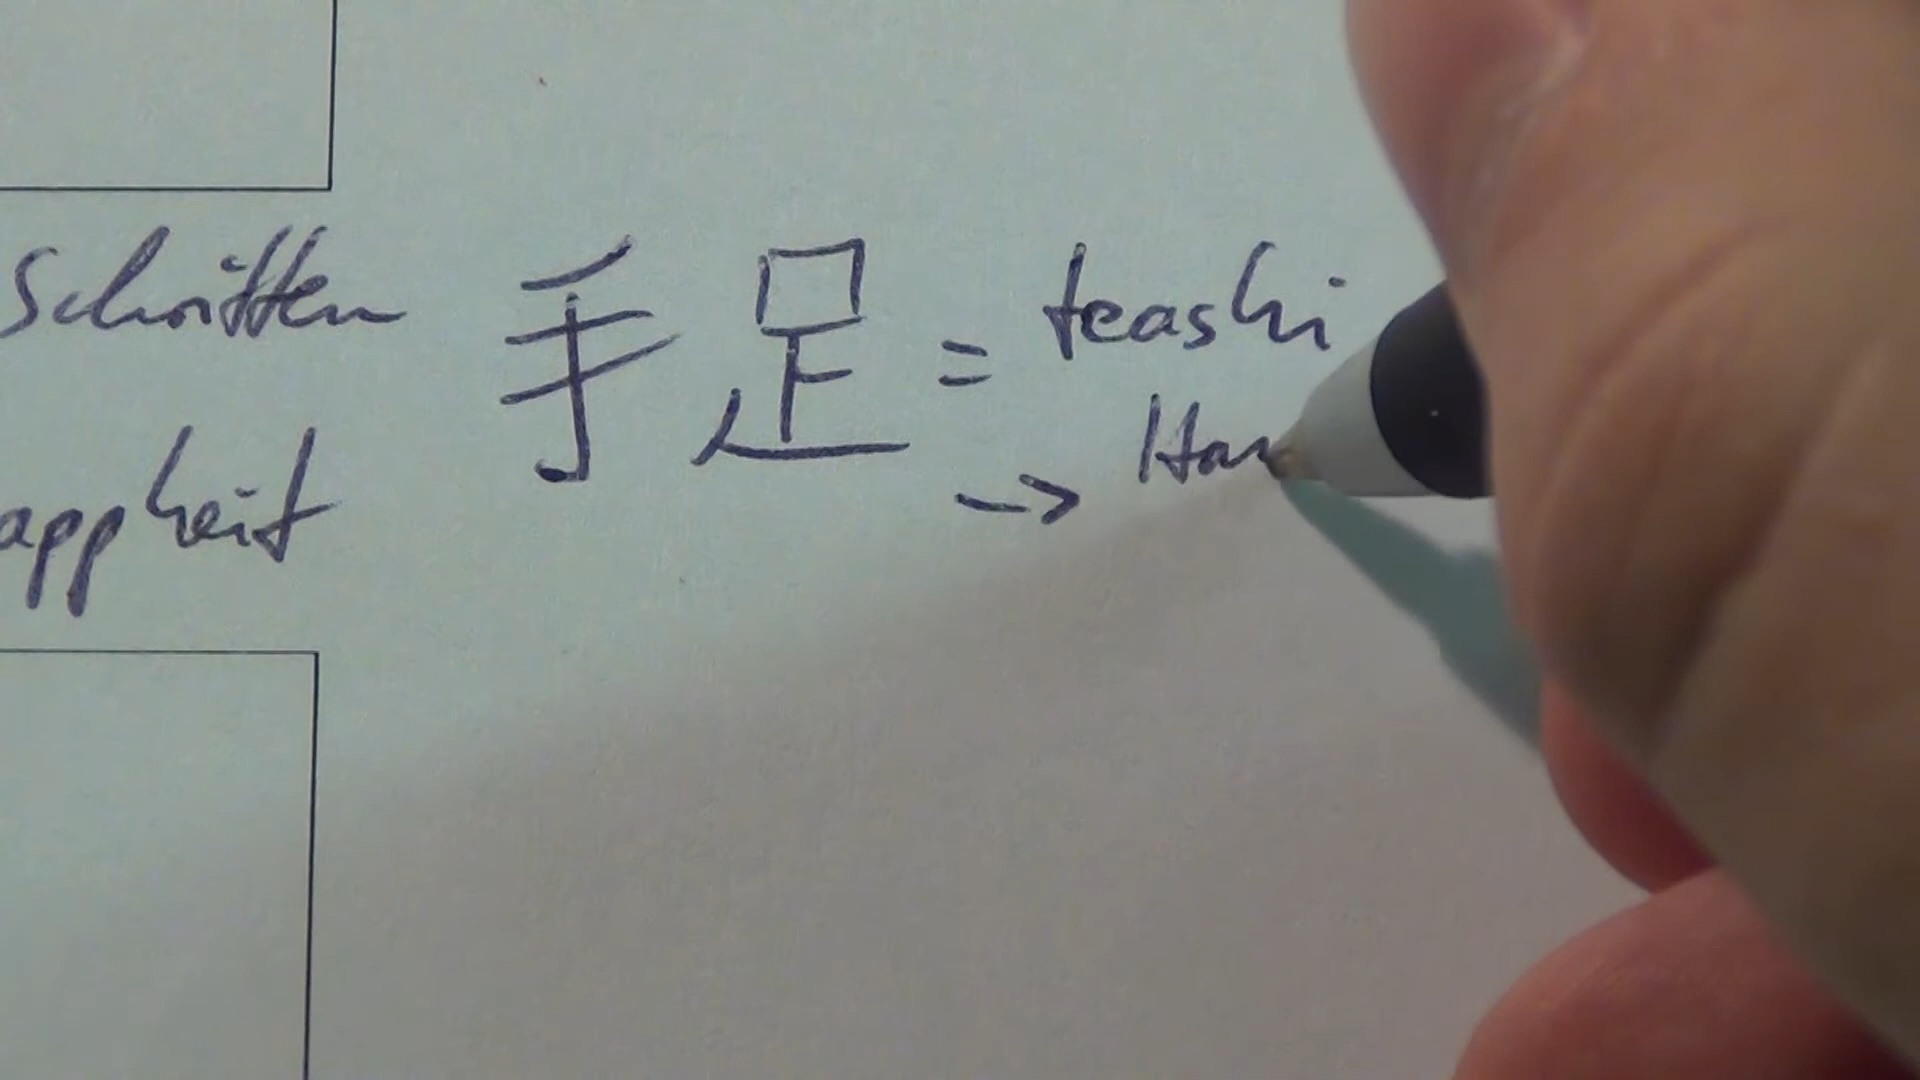 Schritten 手足 = teashi
→ Han
appheit